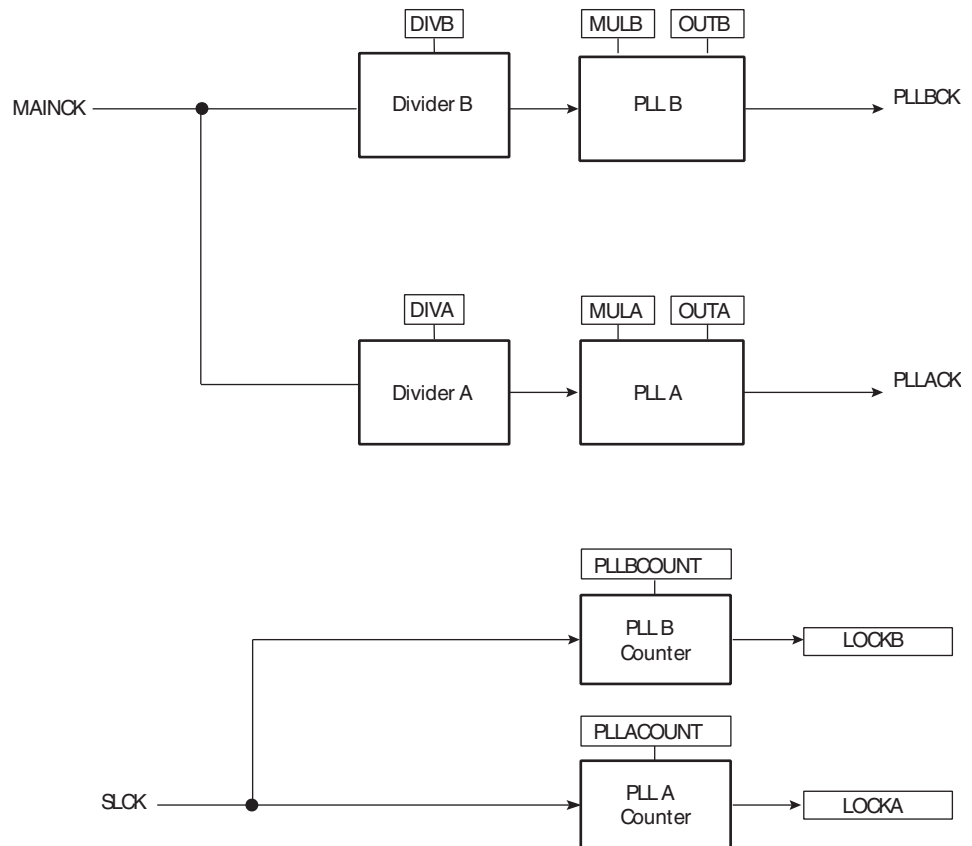 DIVB
MULB
OUTB
MAINCK
Divider B
PLL B
PLLBCK
DIVA
MULA
OUTA
Divider A
PLL A
PLLACK
PLLBCOUNT
PLL B
Counter
LOCKB
PLLACOUNT
SLCK
PLL A
Counter
LOCKA